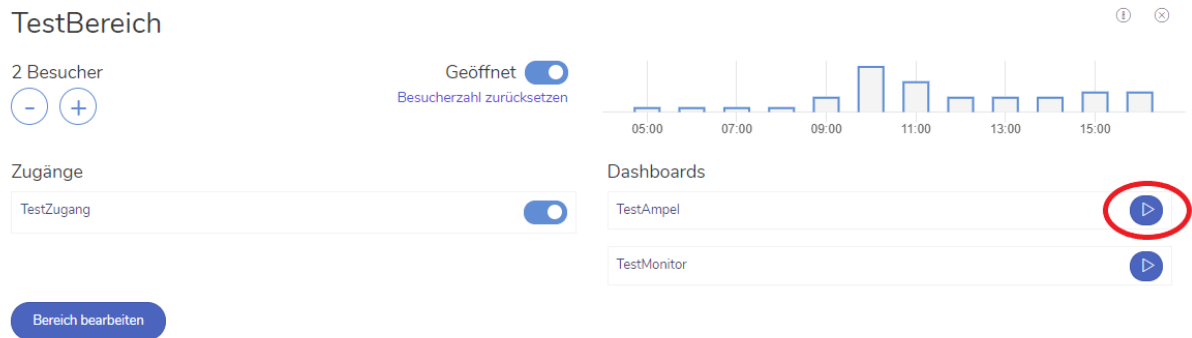 TestBereich
2 Besucher
Geöffnet
Besucherzahl zurücksetzen
- +
05:00 07:00 09:00 11:00 13:00 15:00
Zugänge
TestZugang
Dashboards
TestAmpel
TestMonitor
Bereich bearbeiten